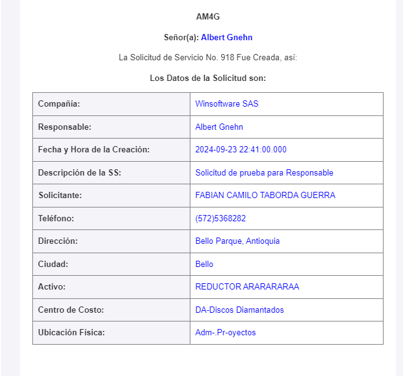 AM4G
Señor(a): Albert Gnehn
La Solicitud de Servicio No. 918 Fue Creada, así:
Los Datos de la Solicitud son:
Compañía: Winsoftware SAS
Responsable: Albert Gnehn
Fecha y Hora de la Creación: 2024-09-23 22:41:00.000
Descripción de la SS: Solicitud de prueba para Responsable
Solicitante: FABIAN CAMILO TABORDA GUERRA
Teléfono: (572)5368282
Dirección: Bello Parque, Antioquia
Ciudad: Bello
Activo: REDUCTOR ARARARARAA
Centro de Costo: DA-Discos Diamantados
Ubicación Física: Adm-.Pr-oyectos